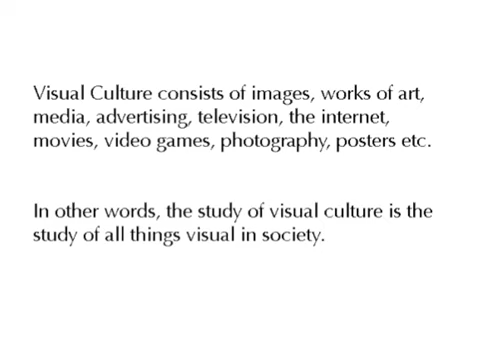 Visual Culture consists of images, works of art,
media, advertising, television, the internet,
movies, video games, photography, posters etc.
In other words, the study of visual culture is the
study of all things visual in society.